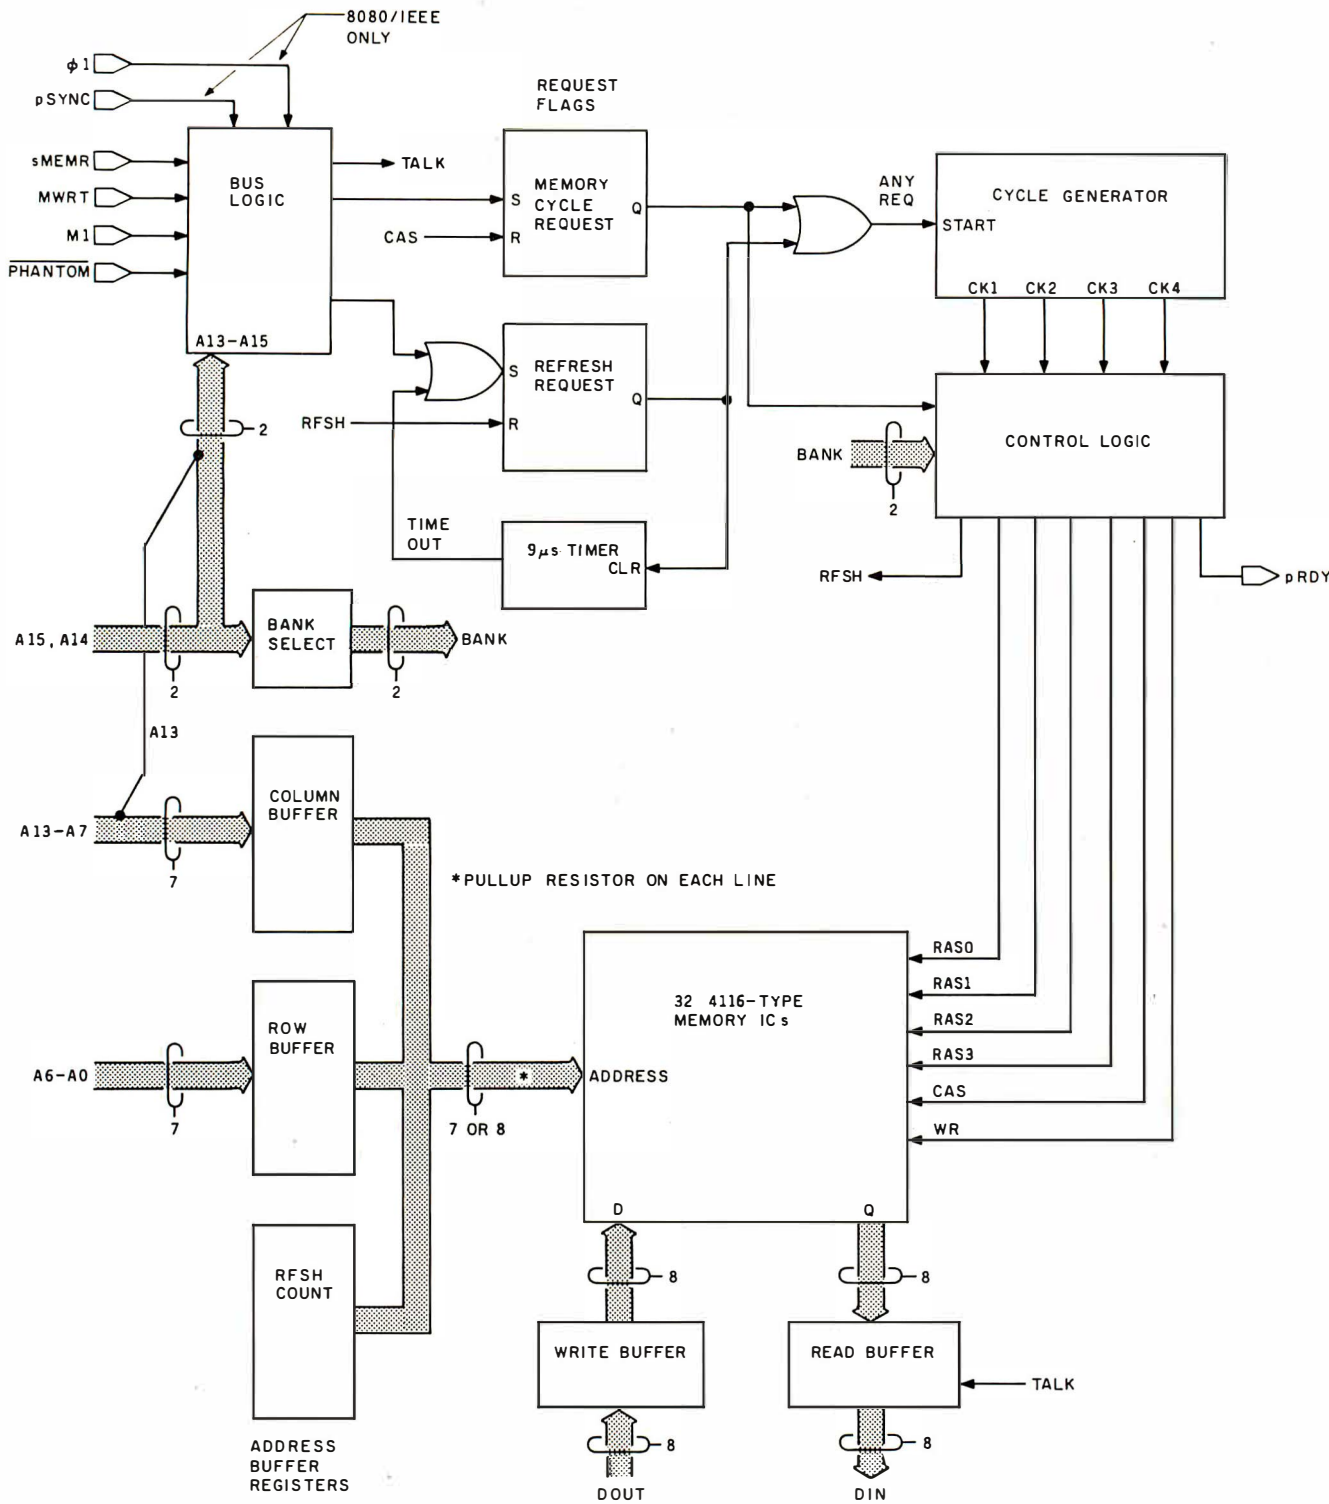 8080/IEEE
ONLY
φ1
pSYNC
sMEMR
MWRT
M1
PHANTOM
BUS
LOGIC
A13-A15
TALK
REQUEST
FLAGS
S
MEMORY
CYCLE
REQUEST
Q
CAS
R
ANY
REQ
CYCLE GENERATOR
START
CK1 CK2 CK3 CK4
S
REFRESH
REQUEST
Q
RFSH
R
2
BANK
2
CONTROL LOGIC
TIME
OUT
9μs TIMER
CLR
RFSH
pRDY
A15, A14
2
BANK
SELECT
2
BANK
A13
A13-A7
7
COLUMN
BUFFER
*PULLUP RESISTOR ON EACH LINE
A6-A0
7
ROW
BUFFER
7 OR 8
*
ADDRESS
32 4116-TYPE
MEMORY ICs
RAS0
RAS1
RAS2
RAS3
CAS
WR
D
Q
RFSH
COUNT
8
8
WRITE BUFFER
READ BUFFER
TALK
8
8
ADDRESS
BUFFER
REGISTERS
DOUT
DIN